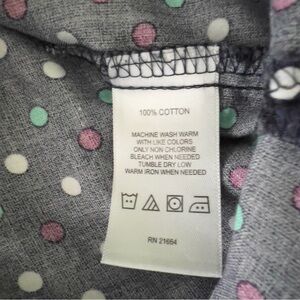 100% COTTON
MACHINE WASH WARM
WITH LIKE COLORS
ONLY NON CHLORINE
BLEACH WHEN NEEDED
TUMBLE DRY LOW
WARM IRON WHEN NEEDED
RN 21664